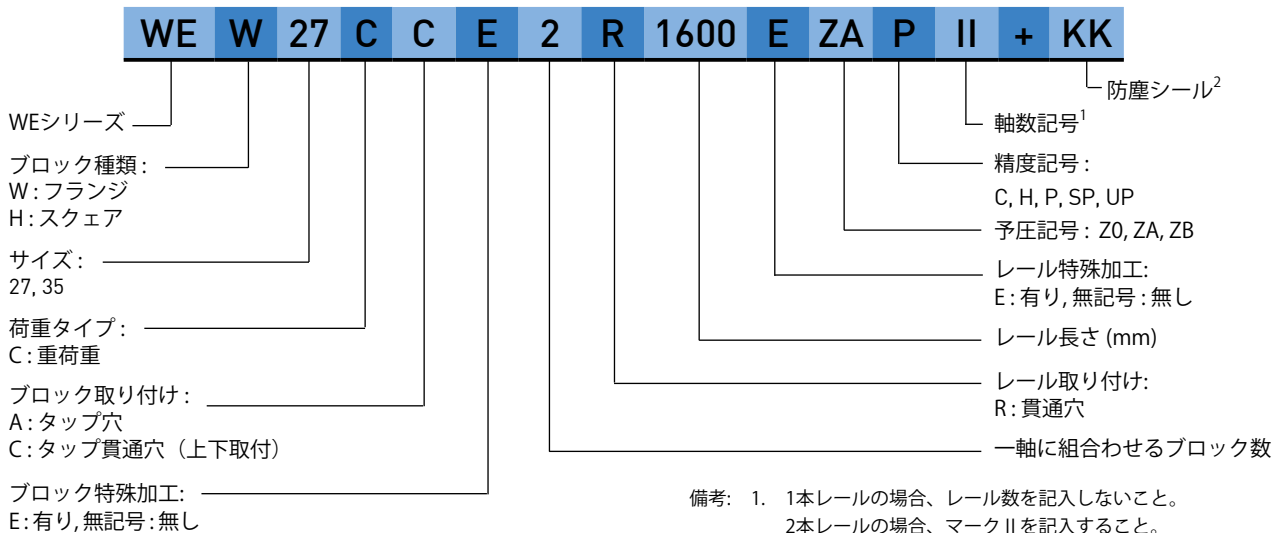 WE W 27 C C E 2 R 1600 E ZA P II + KK
WEシリーズ
ブロック種類 :
W : フランジ
H : スクェア
サイズ :
27, 35
荷重タイプ :
C : 重荷重
ブロック取り付け :
A : タップ穴
C : タップ貫通穴（上下取付）
ブロック特殊加工:
E : 有り, 無記号 : 無し
防塵シール2
軸数記号1
精度記号 :
C, H, P, SP, UP
予圧記号 : Z0, ZA, ZB
レール特殊加工:
E : 有り, 無記号 : 無し
レール長さ (mm)
レール取り付け:
R : 貫通穴
一軸に組合わせるブロック数
備考: 1. 1本レールの場合、レール数を記入しないこと。
2本レールの場合、マークⅡを記入すること。